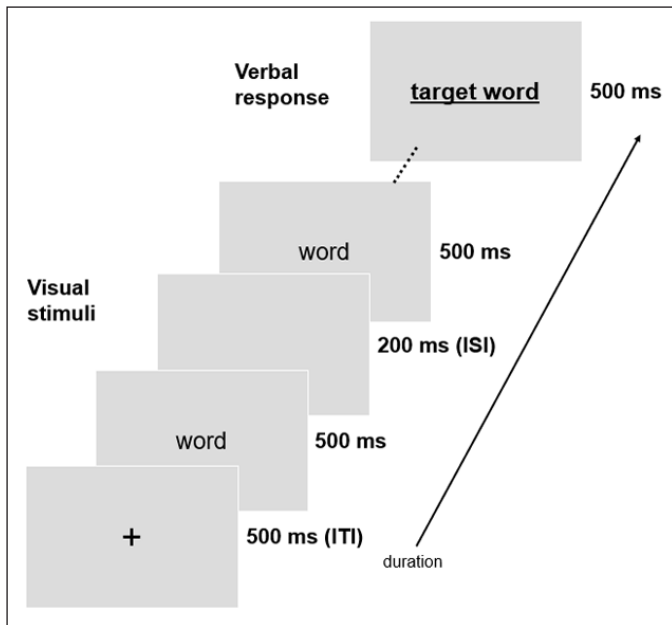 Verbal
response
target word
500 ms
word
500 ms
Visual
stimuli
200 ms (ISI)
word
500 ms
+
500 ms (ITI)
duration